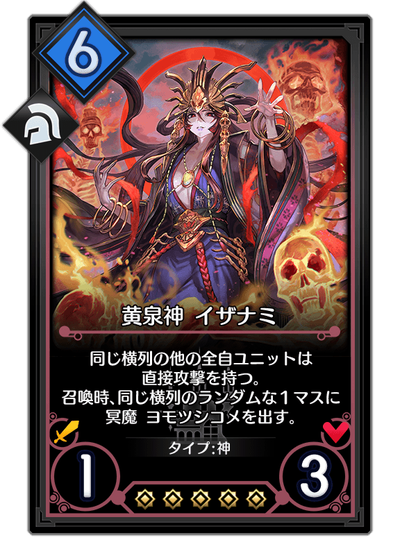 6
黄泉神 イザナミ
同じ横列の他の全自ユニットは
直接攻撃を持つ。
召喚時、同じ横列のランダムな1マスに
冥魔 ヨモツシコメを出す。
タイプ:神
1
3